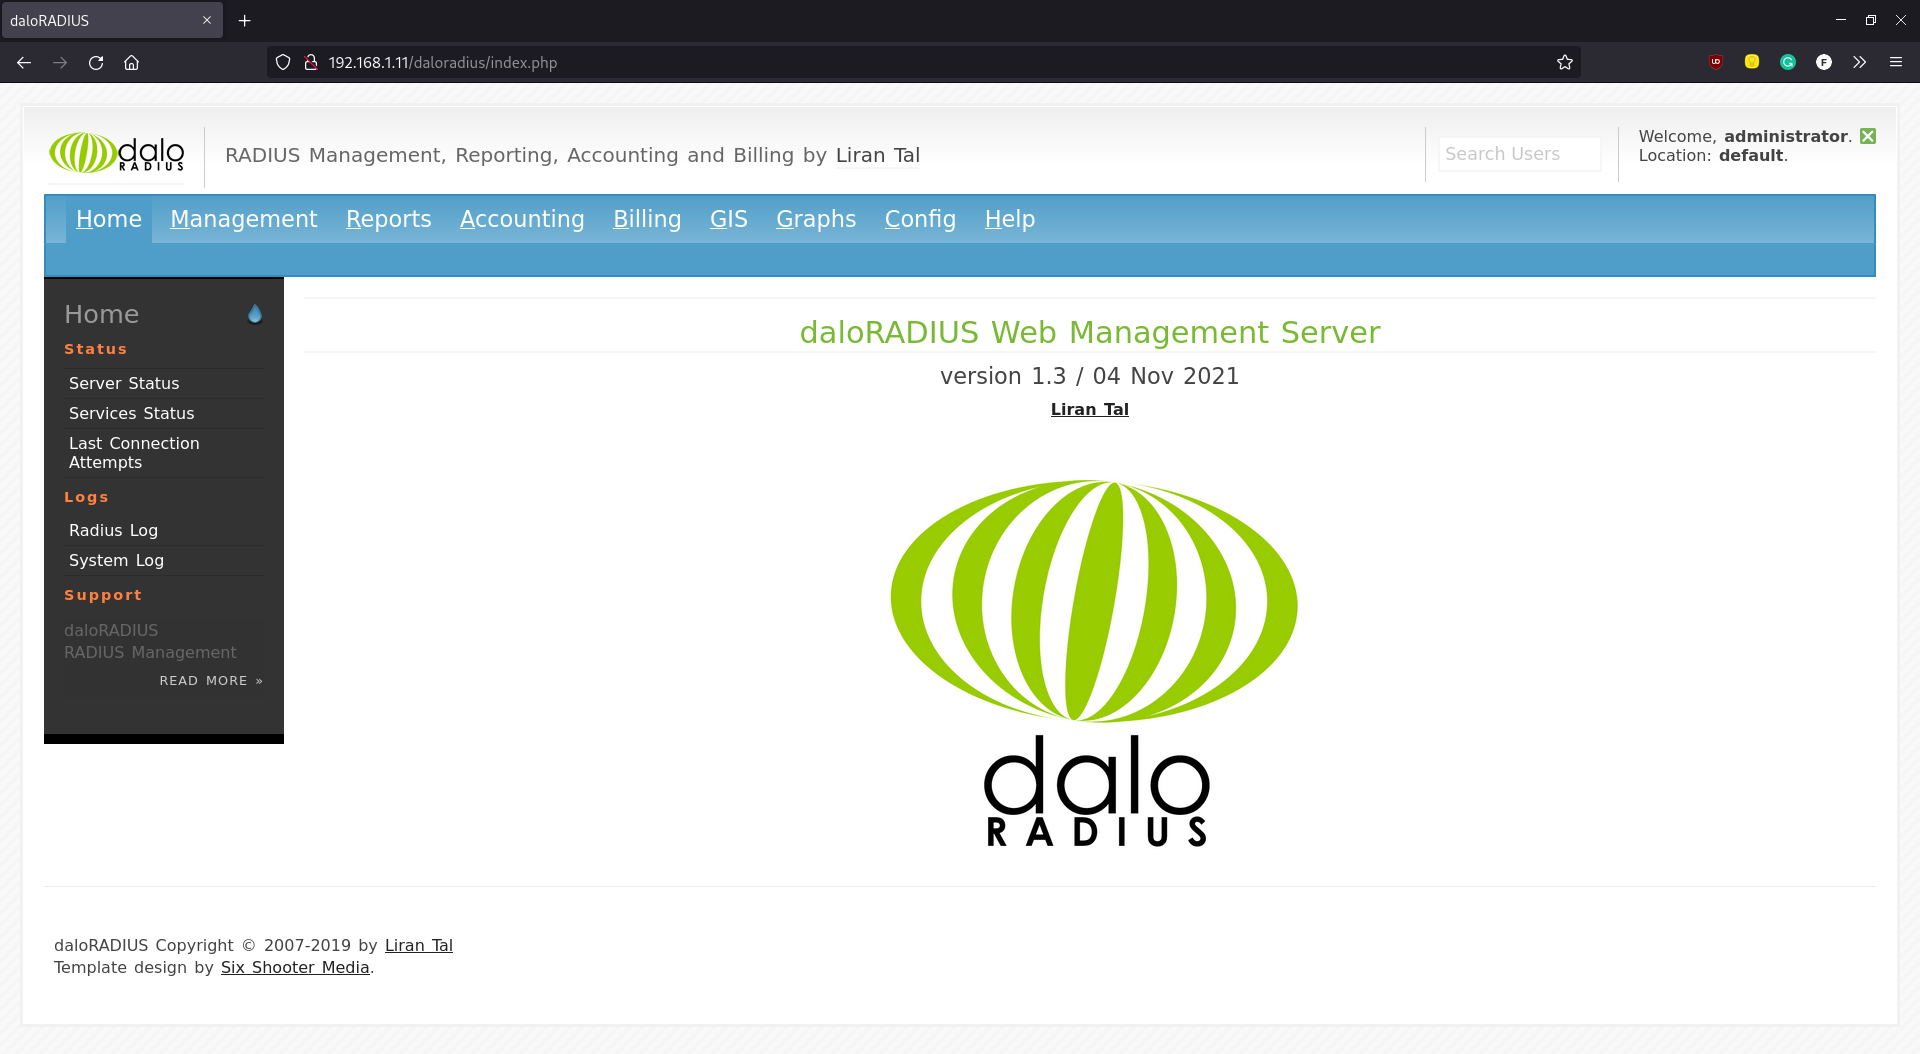 daloRADIUS
192.168.1.11/daloradius/index.php
dalo
RADIUS
RADIUS Management, Reporting, Accounting and Billing by Liran Tal
Search Users
Welcome, administrator.
Location: default.
Home Management Reports Accounting Billing GIS Graphs Config Help
Home
Status
Server Status
Services Status
Last Connection
Attempts
Logs
Radius Log
System Log
Support
daloRADIUS
RADIUS Management
READ MORE »
daloRADIUS Web Management Server
version 1.3 / 04 Nov 2021
Liran Tal
dalo
RADIUS
daloRADIUS Copyright © 2007-2019 by Liran Tal
Template design by Six Shooter Media.